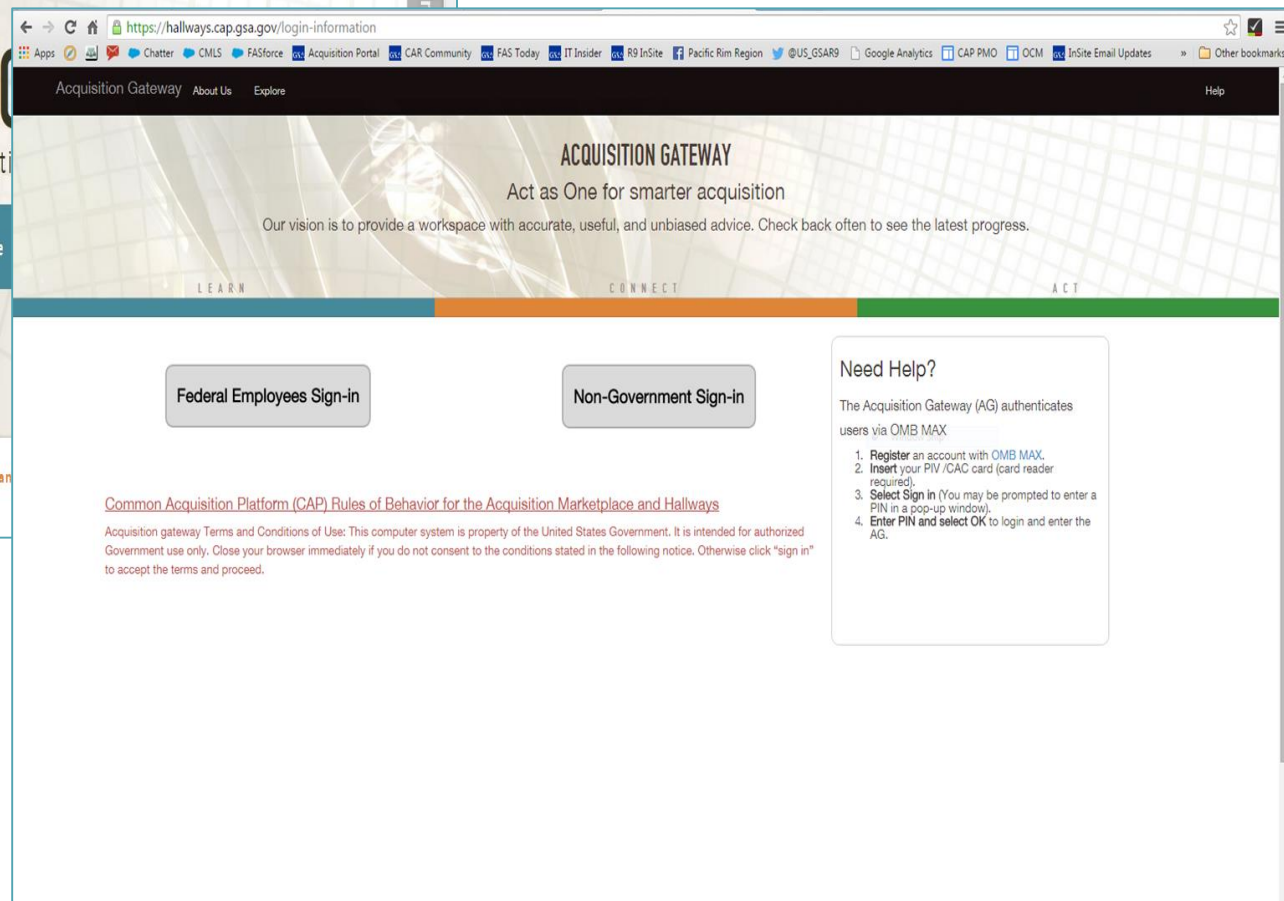 https://hallways.cap.gsa.gov/login-information
Apps Chatter CMLS FASforce Acquisition Portal CAR Community FAS Today IT Insider R9 InSite Pacific Rim Region @US_GSAR9 Google Analytics CAP PMO OCM InSite Email Updates » Other bookmarks
Acquisition Gateway About Us Explore Help
ACQUISITION GATEWAY
Act as One for smarter acquisition
Our vision is to provide a workspace with accurate, useful, and unbiased advice. Check back often to see the latest progress.
LEARN CONNECT ACT
Federal Employees Sign-in
Non-Government Sign-in
Common Acquisition Platform (CAP) Rules of Behavior for the Acquisition Marketplace and Hallways
Acquisition gateway Terms and Conditions of Use: This computer system is property of the United States Government. It is intended for authorized
Government use only. Close your browser immediately if you do not consent to the conditions stated in the following notice. Otherwise click “sign in”
to accept the terms and proceed.
Need Help?
The Acquisition Gateway (AG) authenticates
users via OMB MAX
1. Register an account with OMB MAX.
2. Insert your PIV /CAC card (card reader
required).
3. Select Sign in (You may be prompted to enter a
PIN in a pop-up window).
4. Enter PIN and select OK to login and enter the
AG.